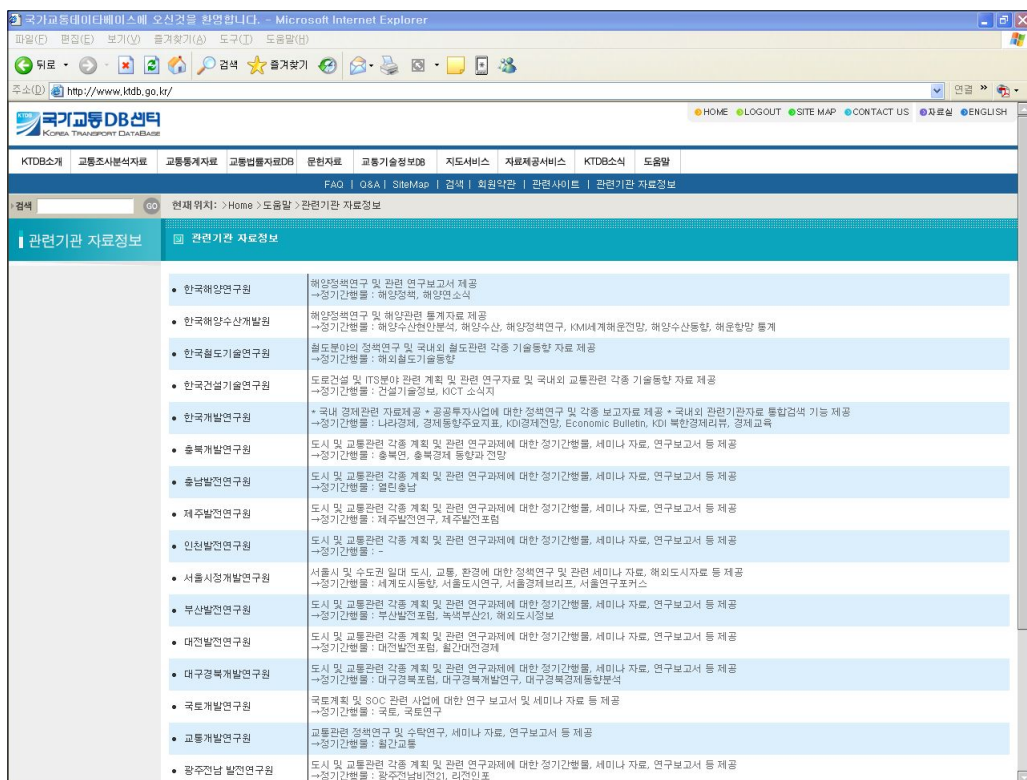 국가교통데이타베이스에 오신것을 환영합니다. - Microsoft Internet Explorer
파일(F) 편집(E) 보기(V) 즐겨찾기(A) 도구(T) 도움말(H)
뒤로 검색 즐겨찾기
주소(D) http://www.ktdb.go.kr/ 연결 »
KTDB 국가교통DB센터 HOME LOGOUT SITE MAP CONTACT US 자료실 ENGLISH
KOREA TRANSPORT DATABASE
KTDB소개 교통조사분석자료 교통통계자료 교통법률자료DB 문헌자료 교통기술정보DB 지도서비스 자료제공서비스 KTDB소식 도움말
FAQ | Q&A | SiteMap | 검색 | 회원약관 | 관련사이트 | 관련기관 자료정보
검색 GO 현재위치: >Home >도움말 >관련기관 자료정보
관련기관 자료정보 관련기관 자료정보
• 한국해양연구원 해양정책연구 및 관련 연구보고서 제공
→정기간행물 : 해양정책, 해양연소식
• 한국해양수산개발원 해양정책연구 및 해양관련 통계자료 제공
→정기간행물 : 해양수산현안분석, 해양수산, 해양정책연구, KMI세계해운전망, 해양수산동향, 해운항만 통계
• 한국철도기술연구원 철도분야의 정책연구 및 국내외 철도관련 각종 기술동향 자료 제공
→정기간행물 : 해외철도기술동향
• 한국건설기술연구원 도로건설 및 ITS분야 관련 계획 및 관련 연구자료 및 국내외 교통관련 각종 기술동향 자료 제공
→정기간행물 : 건설기술정보, KICT 소식지
• 한국개발연구원 * 국내 경제관련 자료제공 * 공공투자사업에 대한 정책연구 및 각종 보고자료 제공 * 국내외 관련기관자료 통합검색 기능 제공
→정기간행물 : 나라경제, 경제동향주요지표, KDI경제전망, Economic Bulletin, KDI 북한경제리뷰, 경제교육
• 충북개발연구원 도시 및 교통관련 각종 계획 및 관련 연구과제에 대한 정기간행물, 세미나 자료, 연구보고서 등 제공
→정기간행물 : 충북연, 충북경제 동향과 전망
• 충남발전연구원 도시 및 교통관련 각종 계획 및 관련 연구과제에 대한 정기간행물, 세미나 자료, 연구보고서 등 제공
→정기간행물 : 열린충남
• 제주발전연구원 도시 및 교통관련 각종 계획 및 관련 연구과제에 대한 정기간행물, 세미나 자료, 연구보고서 등 제공
→정기간행물 : 제주발전연구, 제주발전포럼
• 인천발전연구원 도시 및 교통관련 각종 계획 및 관련 연구과제에 대한 정기간행물, 세미나 자료, 연구보고서 등 제공
→정기간행물 : -
• 서울시정개발연구원 서울시 및 수도권 일대 도시, 교통, 환경에 대한 정책연구 및 관련 세미나 자료, 해외도시자료 등 제공
→정기간행물 : 세계도시동향, 서울도시연구, 서울경제브리프, 서울연구포커스
• 부산발전연구원 도시 및 교통관련 각종 계획 및 관련 연구과제에 대한 정기간행물, 세미나 자료, 연구보고서 등 제공
→정기간행물 : 부산발전포럼, 녹색부산21, 해외도시정보
• 대전발전연구원 도시 및 교통관련 각종 계획 및 관련 연구과제에 대한 정기간행물, 세미나 자료, 연구보고서 등 제공
→정기간행물 : 대전발전포럼, 월간대전경제
• 대구경북개발연구원 도시 및 교통관련 각종 계획 및 관련 연구과제에 대한 정기간행물, 세미나 자료, 연구보고서 등 제공
→정기간행물 : 대구경북포럼, 대구경북개발연구, 대구경북경제동향분석
• 국토개발연구원 국토계획 및 SOC 관련 사업에 대한 연구 보고서 및 세미나 자료 등 제공
→정기간행물 : 국토, 국토연구
• 교통개발연구원 교통관련 정책연구 및 수탁연구, 세미나 자료, 연구보고서 등 제공
→정기간행물 : 월간교통
• 광주전남 발전연구원 도시 및 교통관련 각종 계획 및 관련 연구과제에 대한 정기간행물, 세미나 자료, 연구보고서 등 제공
→정기간행물 : 광주전남비전21, 리전인포